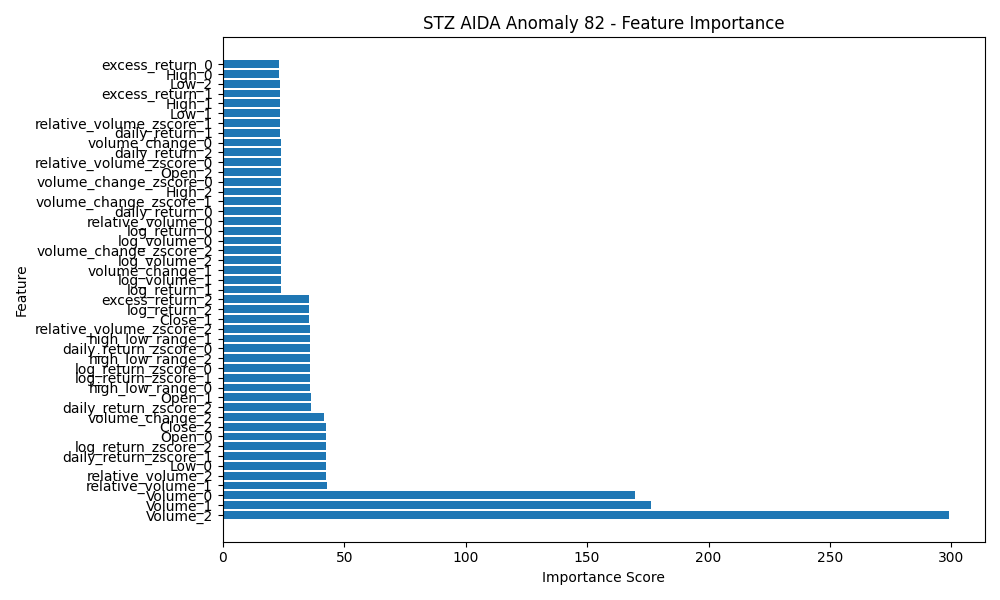 STZ AIDA Anomaly 82 - Feature Importance
Feature
excess_return_0
High_0
Low_2
excess_return_1
High_1
Low_1
relative_volume_zscore_1
daily_return_1
volume_change_0
daily_return_2
relative_volume_zscore_0
Open_2
volume_change_zscore_0
High_2
volume_change_zscore_1
daily_return_0
relative_volume_0
log_return_0
log_volume_0
volume_change_zscore_2
log_volume_2
volume_change_1
log_volume_1
log_return_1
excess_return_2
log_return_2
Close_1
relative_volume_zscore_2
high_low_range_1
daily_return_zscore_0
high_low_range_2
log_return_zscore_0
log_return_zscore_1
high_low_range_0
Open_1
daily_return_zscore_2
volume_change_2
Close_2
Open_0
log_return_zscore_2
daily_return_zscore_1
Low_0
relative_volume_2
relative_volume_1
Volume_0
Volume_1
Volume_2
0 50 100 150 200 250 300
Importance Score